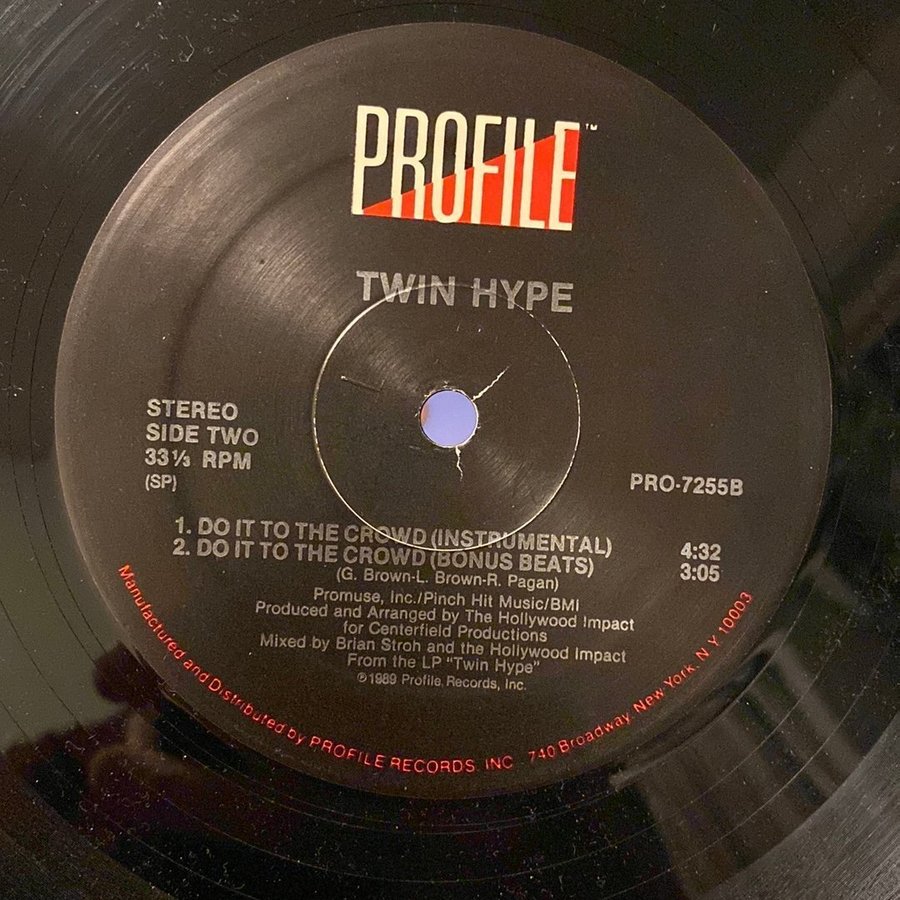 PROFILE™
TWIN HYPE
STEREO
SIDE TWO
33⅓ RPM
(SP)
PRO-7255B
1. DO IT TO THE CROWD (INSTRUMENTAL) 4:32
2. DO IT TO THE CROWD (BONUS BEATS) 3:05
(G. Brown-L. Brown-R. Pagan)
Promuse, Inc./Pinch Hit Music/BMI
Produced and Arranged by The Hollywood Impact
for Centerfield Productions
Mixed by Brian Stroh and the Hollywood Impact
From the LP "Twin Hype"
℗1989 Profile Records, Inc.
Manufactured and Distributed by PROFILE RECORDS, INC 740 Broadway, New York, N.Y 10003